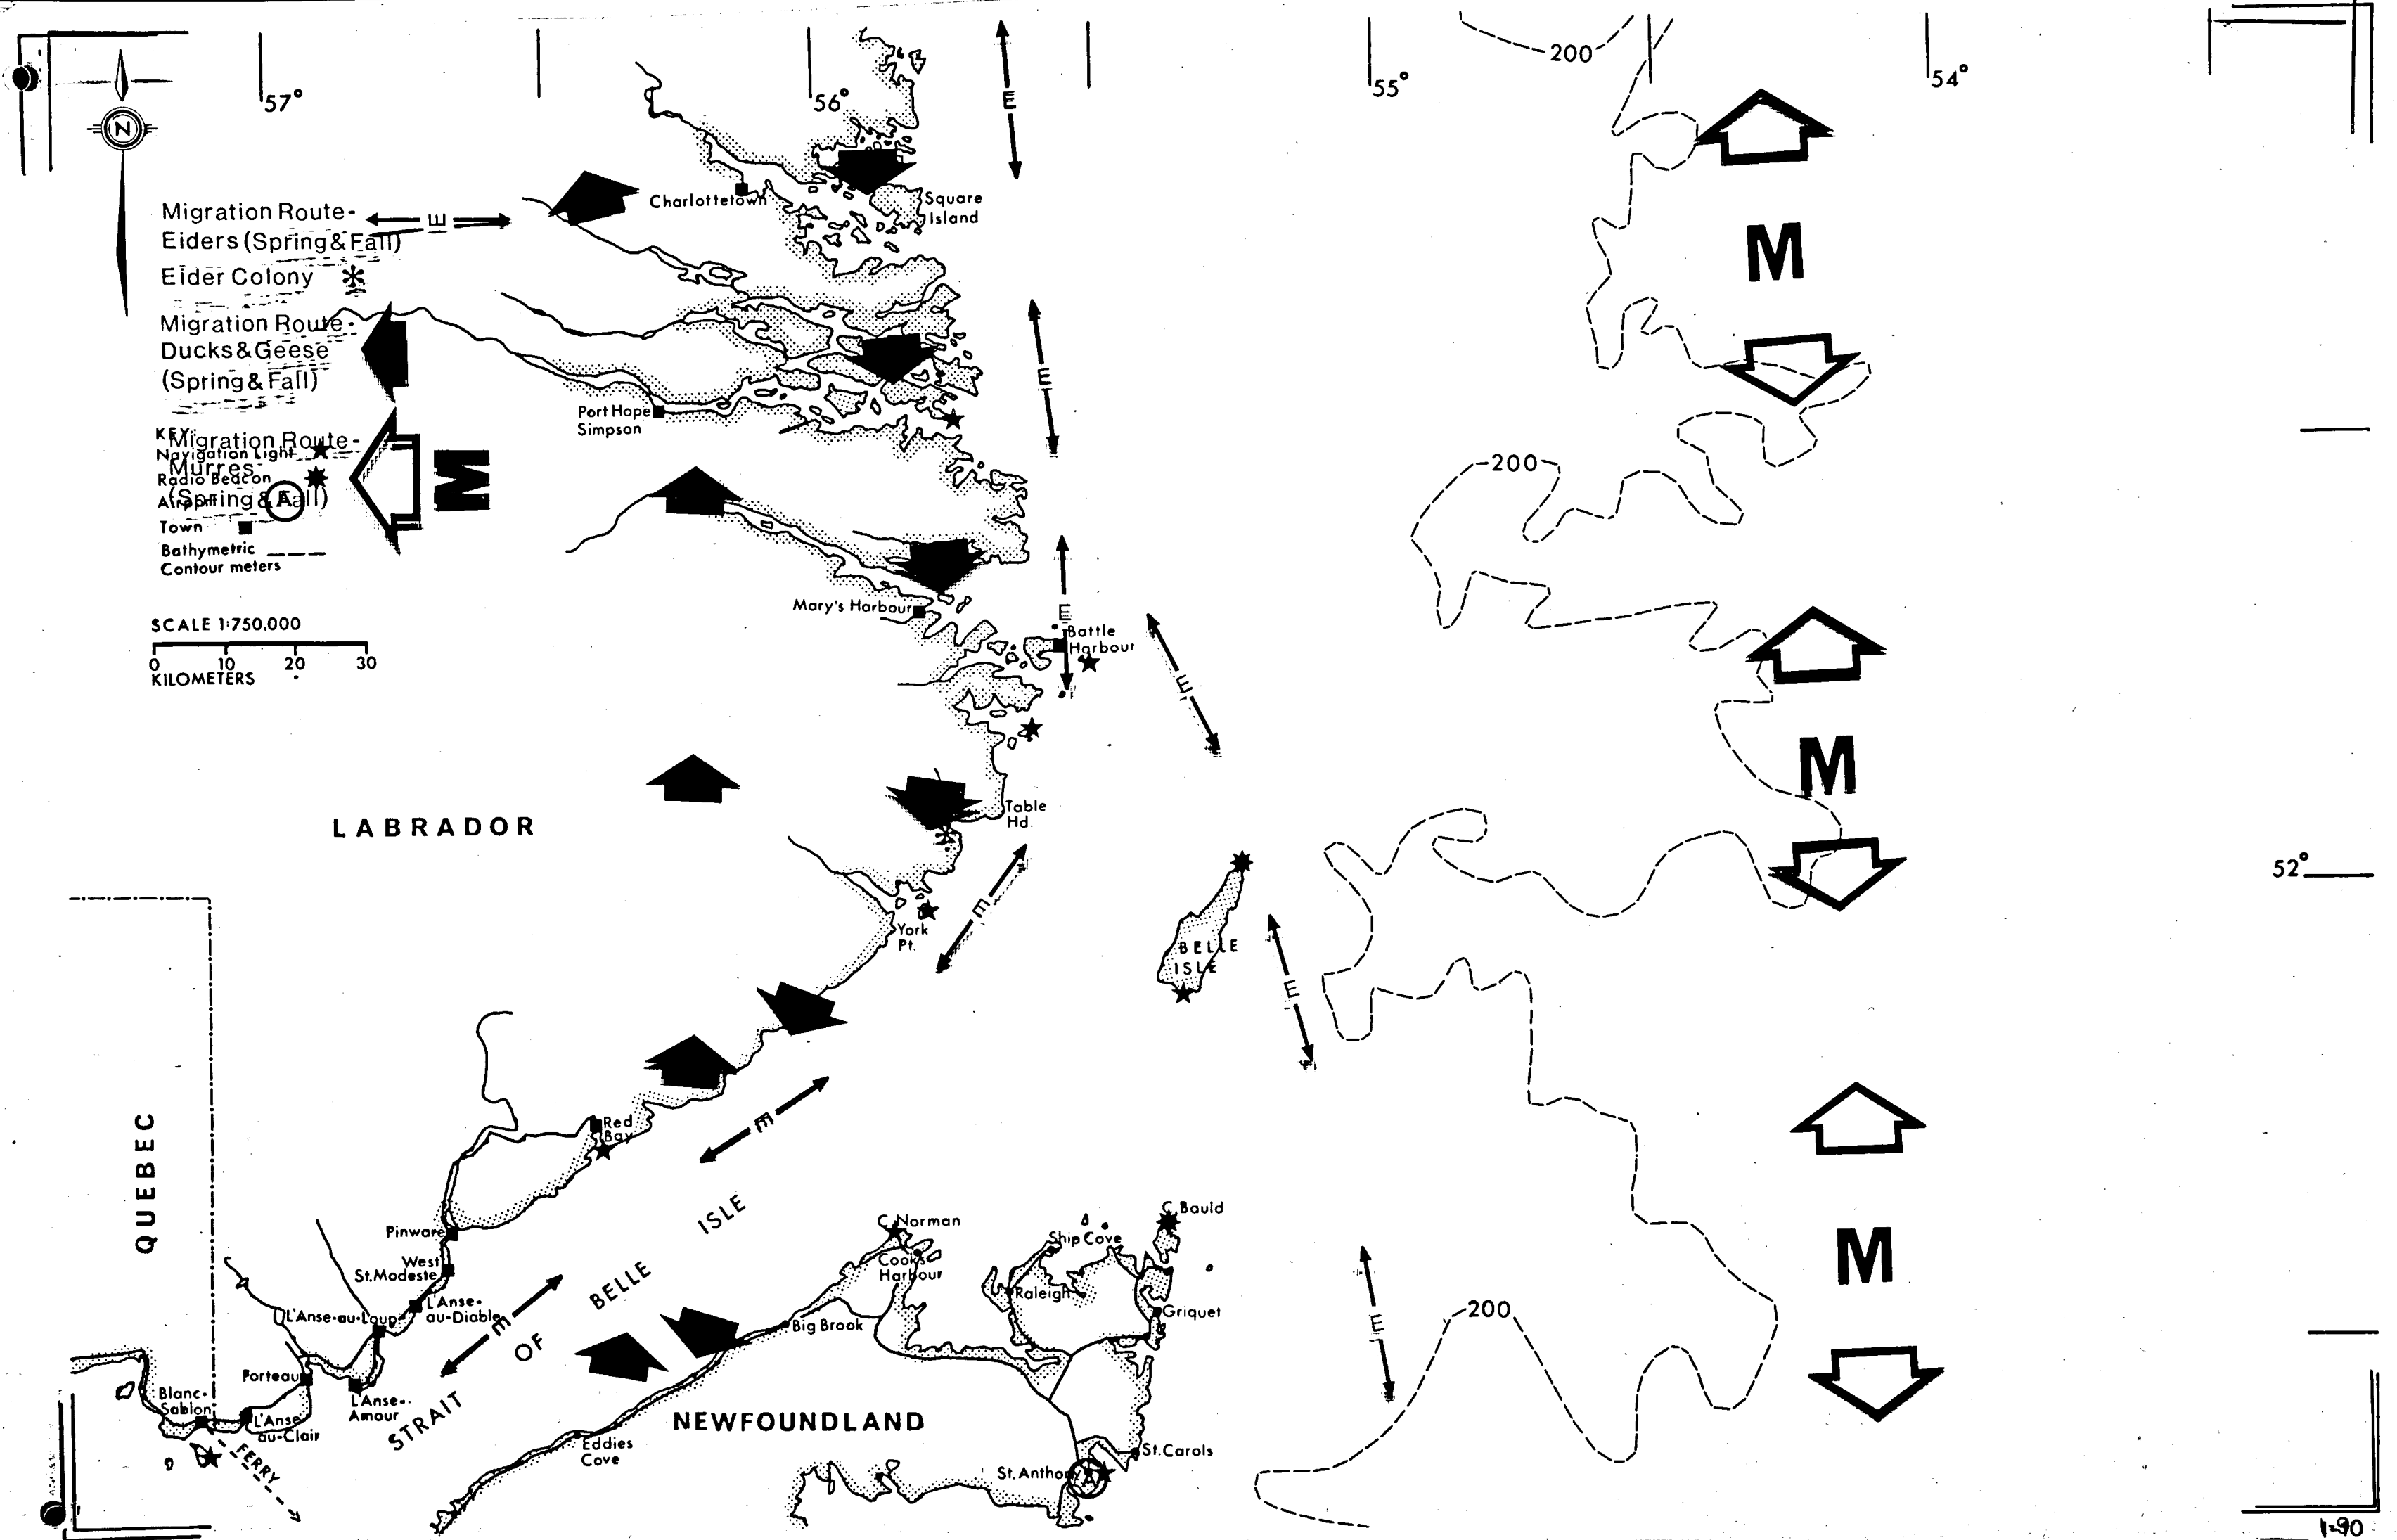 57°
56°
55°
54°
200
N
E
Migration Route-
Eiders (Spring & Fall)
E
Eider Colony
Migration Route-
Ducks & Geese
(Spring & Fall)
KEY
Migration Route-
Navigation Light
Murres
Radio Beacon
(Spring & Fall)
Airport
A
M
Town
Bathymetric
Contour meters
SCALE 1:750,000
0 10 20 30
KILOMETERS
Charlottetown
Square
Island
M
E
Port Hope
Simpson
200
Mary's Harbour
E
Battle
Harbour
E
M
LABRADOR
Table
Hd.
52°
E
York
Pt.
BELLE
ISLE
E
QUEBEC
Red
Bay
E
STRAIT OF BELLE ISLE
Pinware
West
St. Modeste
L'Anse-
au-Diable
L'Anse-au-Loup
E
Forteau
L'Anse-
Amour
Blanc-
Sablon
L'Anse
au-Clair
FERRY
C. Norman
Cook's
Harbour
Ship Cove
C. Bauld
Raleigh
Griquet
Big Brook
M
E
200
NEWFOUNDLAND
Eddies
Cove
St. Carols
St. Anthony
A
1-90